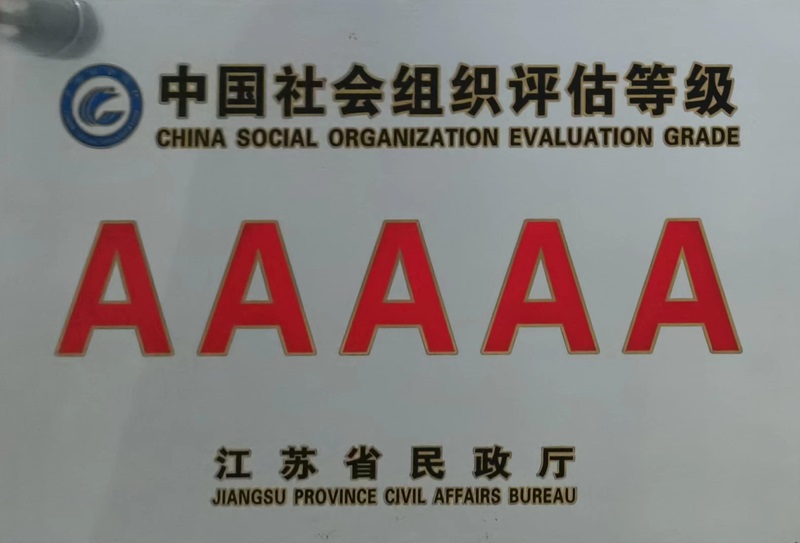 中国社会组织评估等级
CHINA SOCIAL ORGANIZATION EVALUATION GRADE
AAAAA
江苏省民政厅
JIANGSU PROVINCE CIVIL AFFAIRS BUREAU